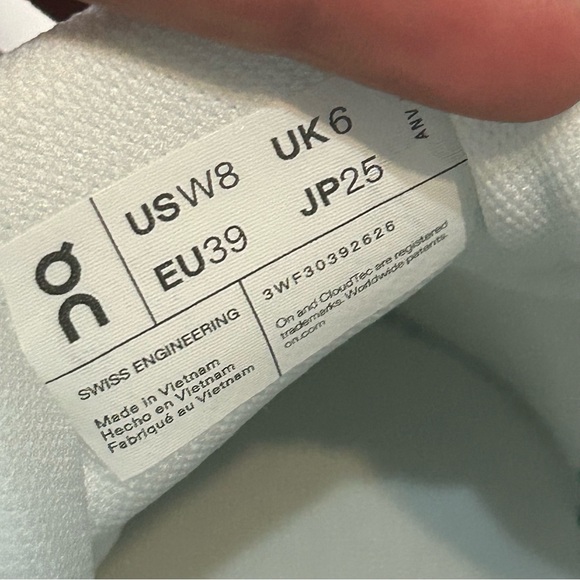 On
USW8 UK6
EU39 JP25
ANV
SWISS ENGINEERING
Made in Vietnam
Hecho en Vietnam
Fabriqué au Vietnam
3WF30392626
On and CloudTec are registered
trademarks. Worldwide patents.
on.com